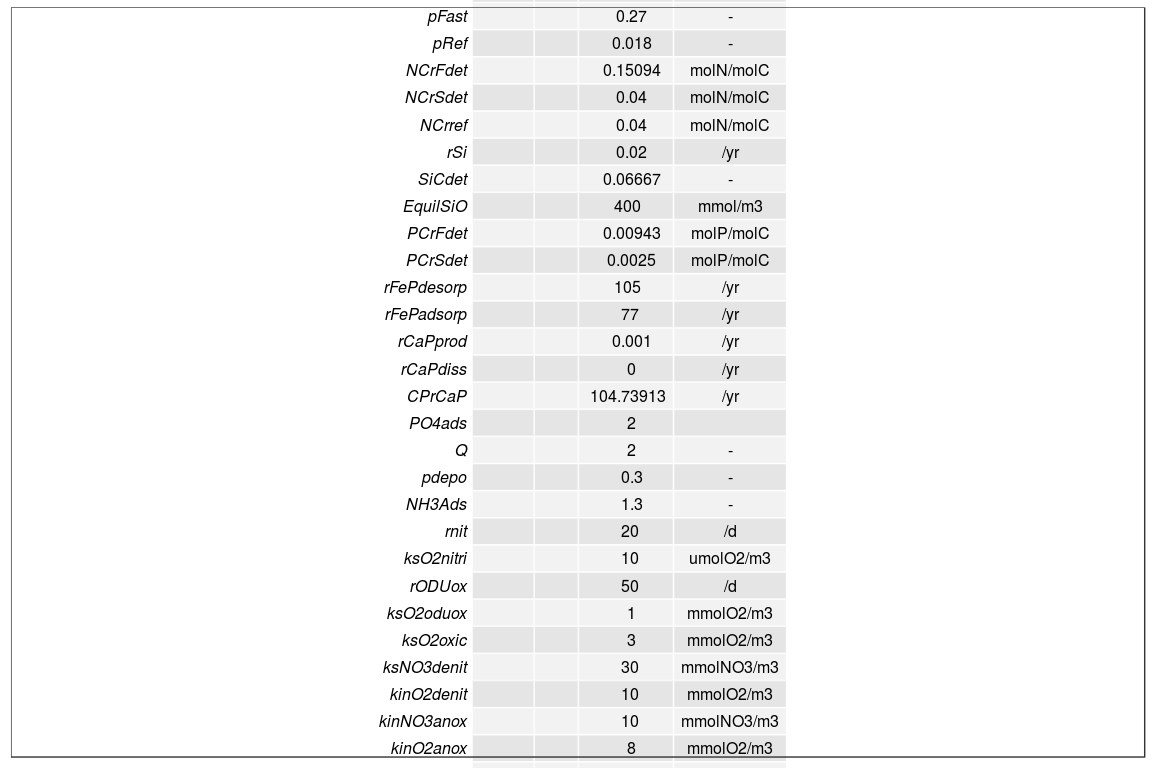 pFast 0.27 -
pRef 0.018 -
NCrFdet 0.15094 molN/molC
NCrSdet 0.04 molN/molC
NCrref 0.04 molN/molC
rSi 0.02 /yr
SiCdet 0.06667 -
EquilSiO 400 mmol/m3
PCrFdet 0.00943 molP/molC
PCrSdet 0.0025 molP/molC
rFePdesorp 105 /yr
rFePadsorp 77 /yr
rCaPprod 0.001 /yr
rCaPdiss 0 /yr
CPrCaP 104.73913 /yr
PO4ads 2
Q 2 -
pdepo 0.3 -
NH3Ads 1.3 -
rnit 20 /d
ksO2nitri 10 umolO2/m3
rODUox 50 /d
ksO2oduox 1 mmolO2/m3
ksO2oxic 3 mmolO2/m3
ksNO3denit 30 mmolNO3/m3
kinO2denit 10 mmolO2/m3
kinNO3anox 10 mmolNO3/m3
kinO2anox 8 mmolO2/m3